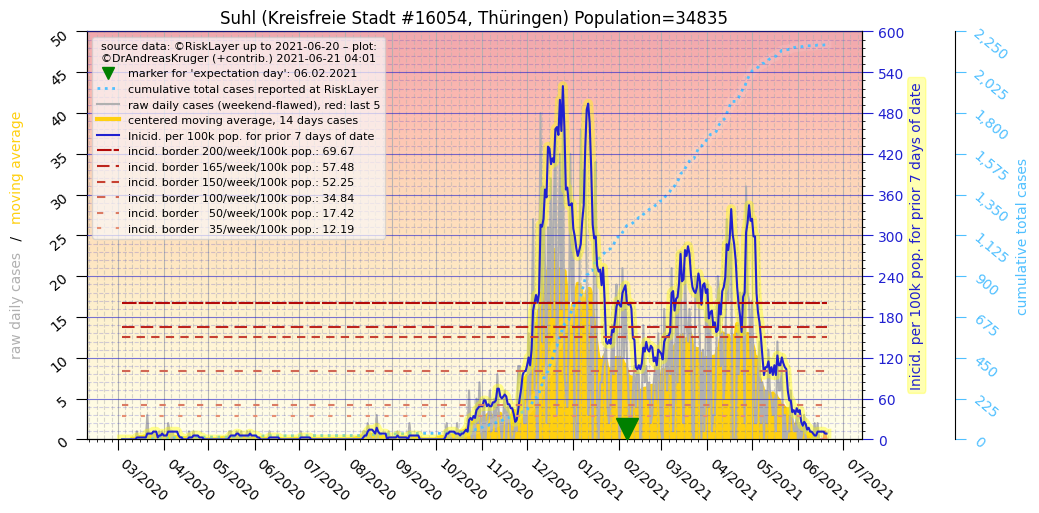 Suhl (Kreisfreie Stadt #16054, Thüringen) Population=34835
source data: ©RiskLayer up to 2021-06-20 – plot:
©DrAndreasKruger (+contrib.) 2021-06-21 04:01
marker for 'expectation day': 06.02.2021
cumulative total cases reported at RiskLayer
raw daily cases (weekend-flawed), red: last 5
centered moving average, 14 days cases
Inicid. per 100k pop. for prior 7 days of date
incid. border 200/week/100k pop.: 69.67
incid. border 165/week/100k pop.: 57.48
incid. border 150/week/100k pop.: 52.25
incid. border 100/week/100k pop.: 34.84
incid. border   50/week/100k pop.: 17.42
incid. border   35/week/100k pop.: 12.19
raw daily cases  /  moving average
50
45
40
35
30
25
20
15
10
5
0
03/2020
04/2020
05/2020
06/2020
07/2020
08/2020
09/2020
10/2020
11/2020
12/2020
01/2021
02/2021
03/2021
04/2021
05/2021
06/2021
07/2021
600
540
480
420
360
300
240
180
120
60
0
Inicid. per 100k pop. for prior 7 days of date
2,250
2,025
1,800
1,575
1,350
1,125
900
675
450
225
0
cumulative total cases